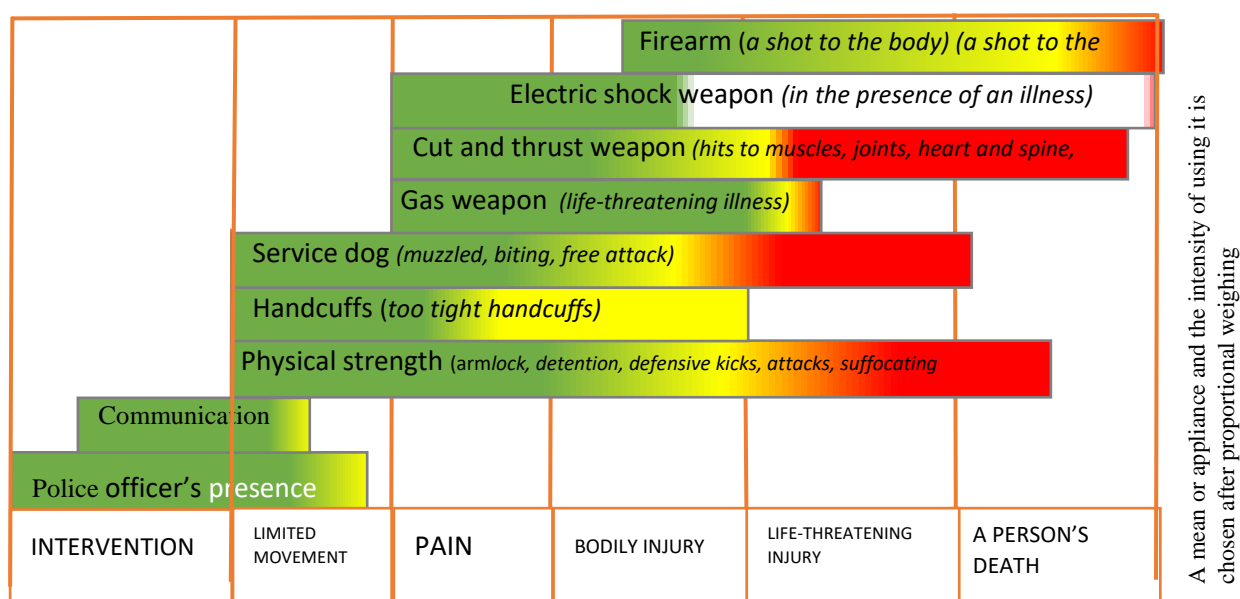 Firearm (a shot to the body) (a shot to the
Electric shock weapon (in the presence of an illness)
Cut and thrust weapon (hits to muscles, joints, heart and spine,
Gas weapon (life-threatening illness)
Service dog (muzzled, biting, free attack)
Handcuffs (too tight handcuffs)
Physical strength (armlock, detention, defensive kicks, attacks, suffocating
Communication
Police officer’s presence
INTERVENTION
LIMITED
MOVEMENT
PAIN
BODILY INJURY
LIFE-THREATENING
INJURY
A PERSON’S
DEATH
A mean or appliance and the intensity of using it is
chosen after proportional weighing